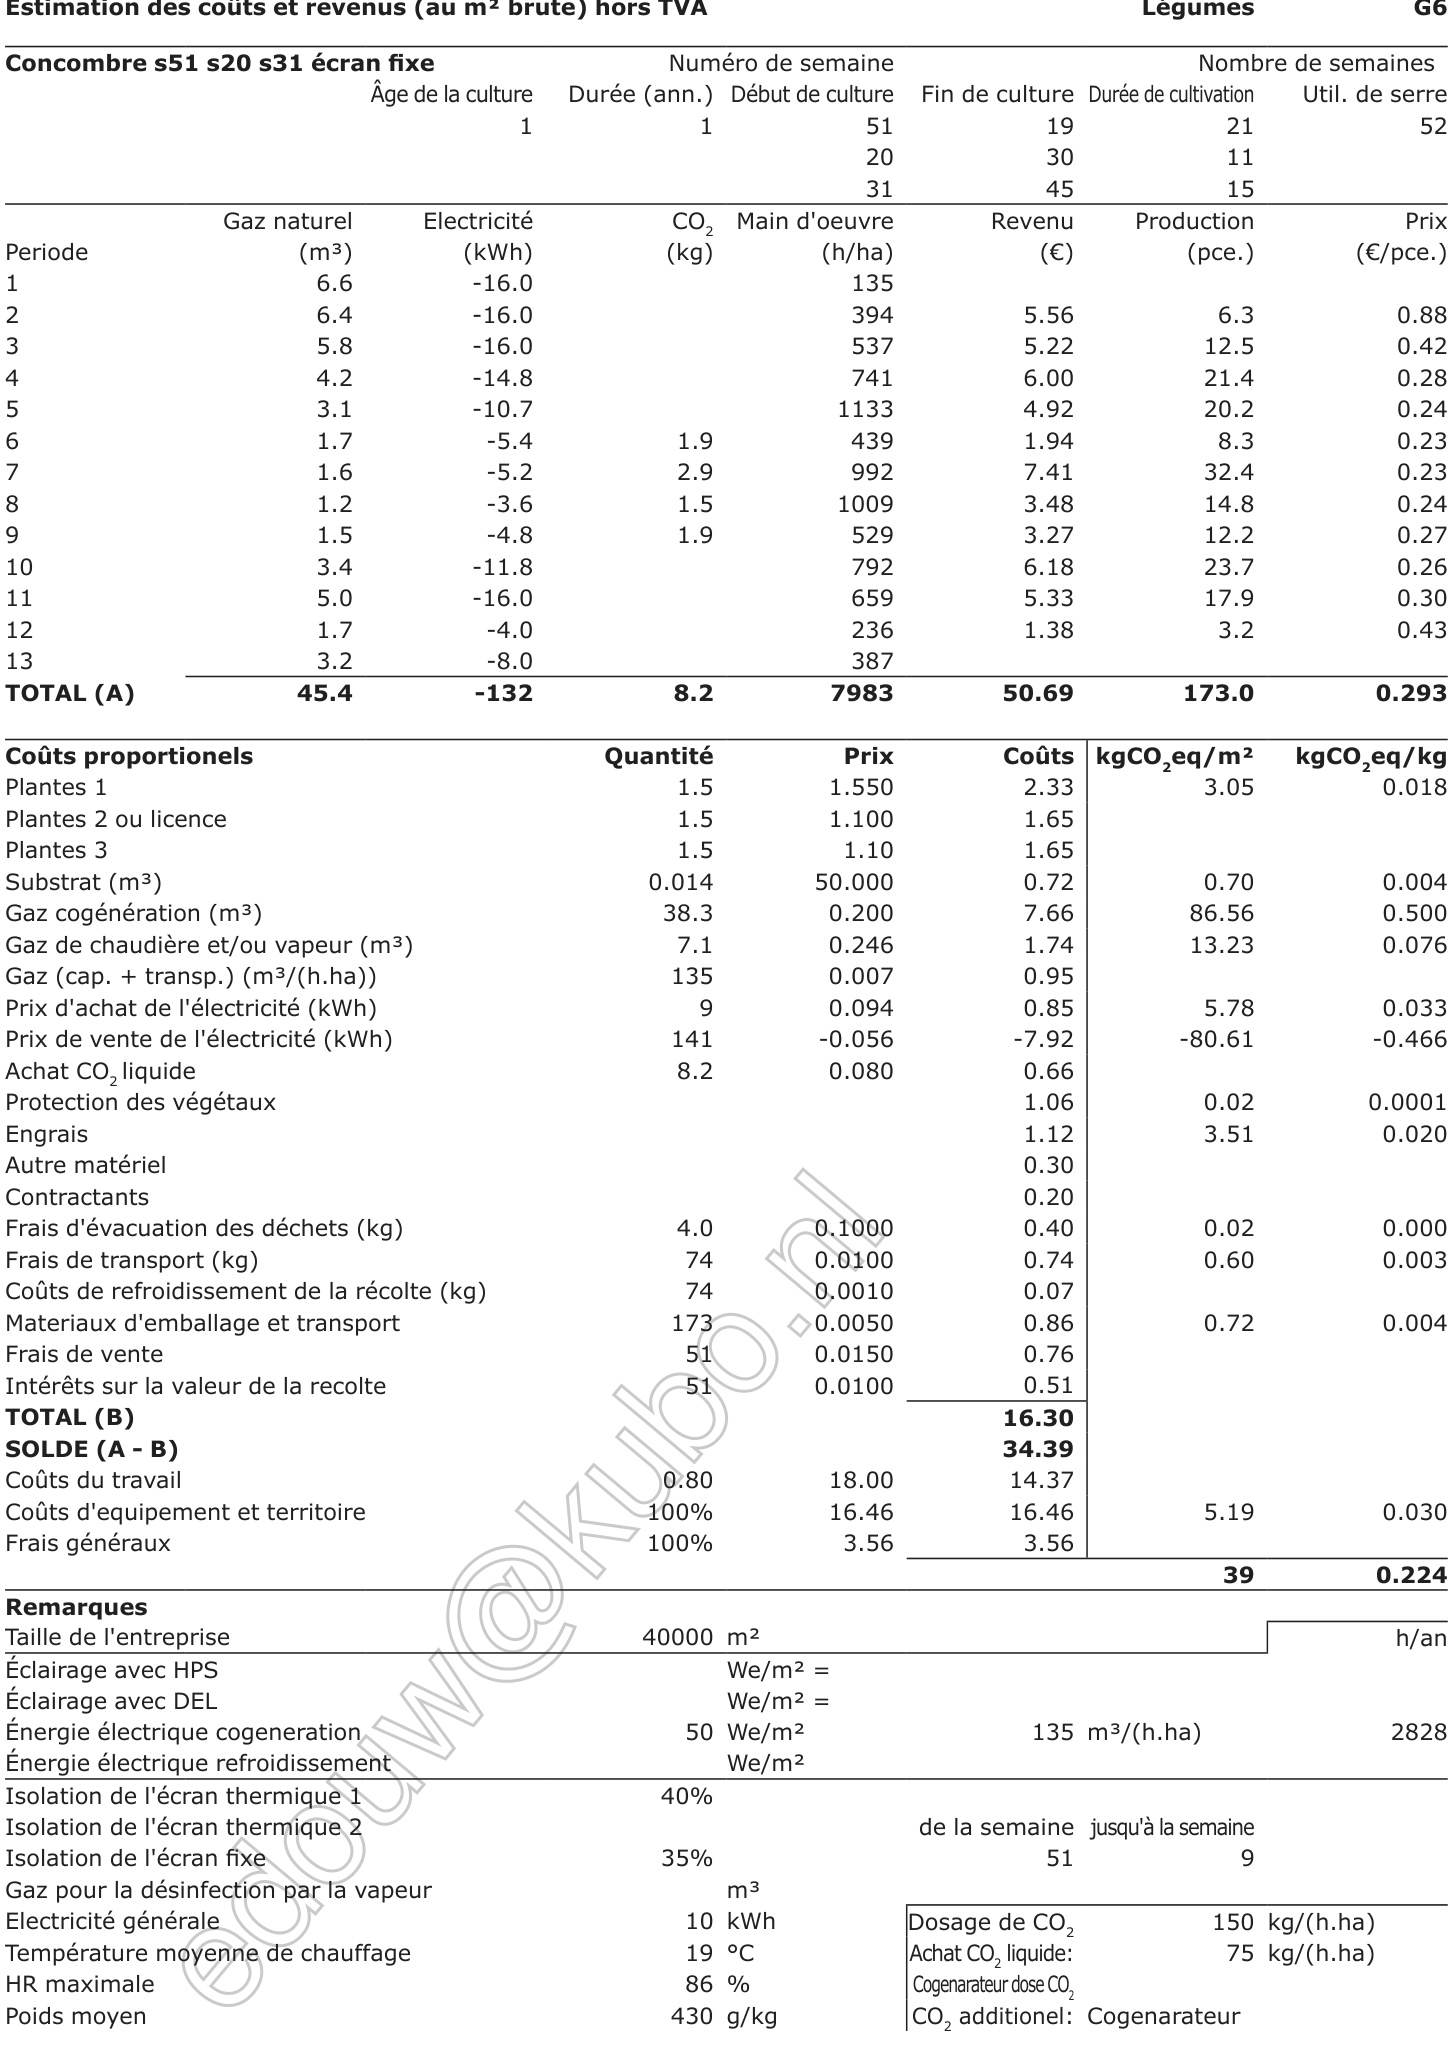 Estimation des coûts et revenus (au m² brute) hors TVA Légumes G6
Concombre s51 s20 s31 écran fixe Numéro de semaine Nombre de semaines
Âge de la culture Durée (ann.) Début de culture Fin de culture Durée de cultivation Util. de serre
1 1 51 19 21 52
20 30 11
31 45 15
Gaz naturel Electricité CO₂ Main d'oeuvre Revenu Production Prix
Periode (m³) (kWh) (kg) (h/ha) (€) (pce.) (€/pce.)
1 6.6 -16.0 135
2 6.4 -16.0 394 5.56 6.3 0.88
3 5.8 -16.0 537 5.22 12.5 0.42
4 4.2 -14.8 741 6.00 21.4 0.28
5 3.1 -10.7 1133 4.92 20.2 0.24
6 1.7 -5.4 1.9 439 1.94 8.3 0.23
7 1.6 -5.2 2.9 992 7.41 32.4 0.23
8 1.2 -3.6 1.5 1009 3.48 14.8 0.24
9 1.5 -4.8 1.9 529 3.27 12.2 0.27
10 3.4 -11.8 792 6.18 23.7 0.26
11 5.0 -16.0 659 5.33 17.9 0.30
12 1.7 -4.0 236 1.38 3.2 0.43
13 3.2 -8.0 387
TOTAL (A) 45.4 -132 8.2 7983 50.69 173.0 0.293
Coûts proportionels Quantité Prix Coûts kgCO₂eq/m² kgCO₂eq/kg
Plantes 1 1.5 1.550 2.33 3.05 0.018
Plantes 2 ou licence 1.5 1.100 1.65
Plantes 3 1.5 1.10 1.65
Substrat (m³) 0.014 50.000 0.72 0.70 0.004
Gaz cogénération (m³) 38.3 0.200 7.66 86.56 0.500
Gaz de chaudière et/ou vapeur (m³) 7.1 0.246 1.74 13.23 0.076
Gaz (cap. + transp.) (m³/(h.ha)) 135 0.007 0.95
Prix d'achat de l'électricité (kWh) 9 0.094 0.85 5.78 0.033
Prix de vente de l'électricité (kWh) 141 -0.056 -7.92 -80.61 -0.466
Achat CO₂ liquide 8.2 0.080 0.66
Protection des végétaux 1.06 0.02 0.0001
Engrais 1.12 3.51 0.020
Autre matériel 0.30
Contractants 0.20
Frais d'évacuation des déchets (kg) 4.0 0.1000 0.40 0.02 0.000
Frais de transport (kg) 74 0.0100 0.74 0.60 0.003
Coûts de refroidissement de la récolte (kg) 74 0.0010 0.07
Materiaux d'emballage et transport 173 0.0050 0.86 0.72 0.004
Frais de vente 51 0.0150 0.76
Intérêts sur la valeur de la recolte 51 0.0100 0.51
TOTAL (B) 16.30
SOLDE (A - B) 34.39
Coûts du travail 0.80 18.00 14.37
Coûts d'equipement et territoire 100% 16.46 16.46 5.19 0.030
Frais généraux 100% 3.56 3.56
39 0.224
Remarques
Taille de l'entreprise 40000 m² h/an
Éclairage avec HPS We/m² =
Éclairage avec DEL We/m² =
Énergie électrique cogeneration 50 We/m² 135 m³/(h.ha) 2828
Énergie électrique refroidissement We/m²
Isolation de l'écran thermique 1 40%
Isolation de l'écran thermique 2 de la semaine jusqu'à la semaine
Isolation de l'écran fixe 35% 51 9
Gaz pour la désinfection par la vapeur m³
Electricité générale 10 kWh Dosage de CO₂ 150 kg/(h.ha)
Température moyenne de chauffage 19 °C Achat CO₂ liquide: 75 kg/(h.ha)
HR maximale 86 % Cogenarateur dose CO₂
Poids moyen 430 g/kg CO₂ additionel: Cogenarateur
edouw@kubo.nl